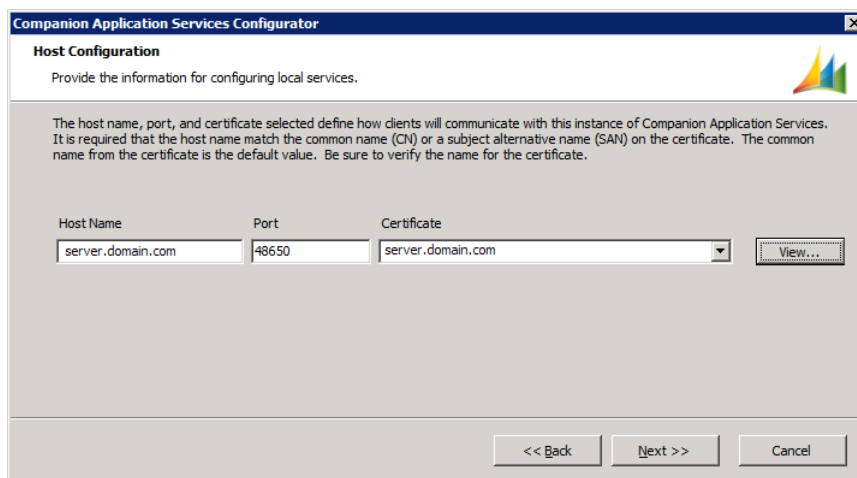 Companion Application Services Configurator
Host Configuration
Provide the information for configuring local services.
The host name, port, and certificate selected define how clients will communicate with this instance of Companion Application Services.
It is required that the host name match the common name (CN) or a subject alternative name (SAN) on the certificate.  The common
name from the certificate is the default value.  Be sure to verify the name for the certificate.
Host Name Port Certificate
server.domain.com 48650 server.domain.com View...
<< Back Next >> Cancel